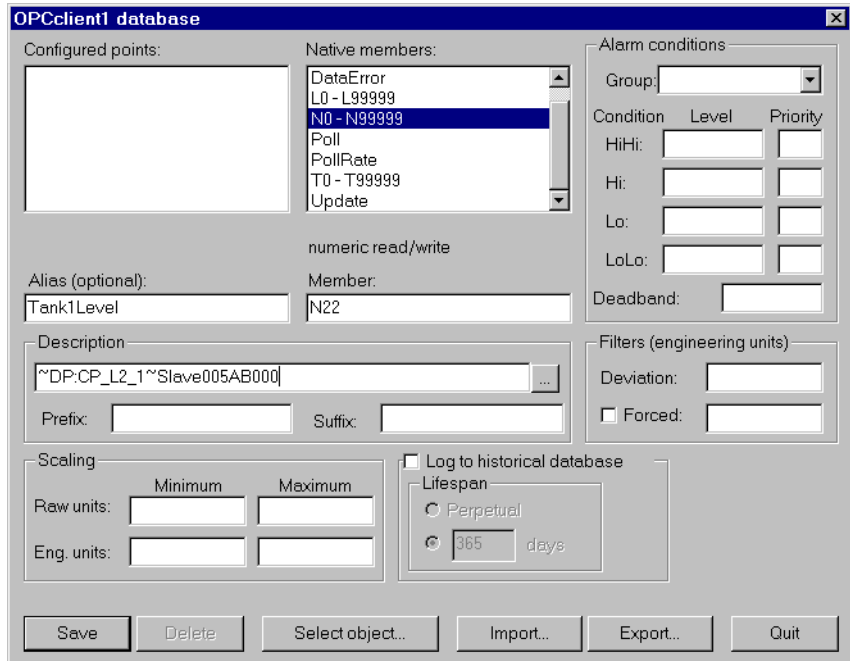 OPCclient1 database
Configured points:
Native members:
DataError
L0 - L99999
N0 - N99999
Poll
PollRate
T0 - T99999
Update
numeric read/write
Alias (optional):
Tank1Level
Member:
N22
Alarm conditions
Group:
Condition Level Priority
HiHi:
Hi:
Lo:
LoLo:
Deadband:
Description
~DP:CP_L2_1~Slave005AB000
...
Prefix:
Suffix:
Filters (engineering units)
Deviation:
Forced:
Scaling
Minimum Maximum
Raw units:
Eng. units:
Log to historical database
Lifespan
Perpetual
365 days
Save Delete Select object... Import... Export... Quit